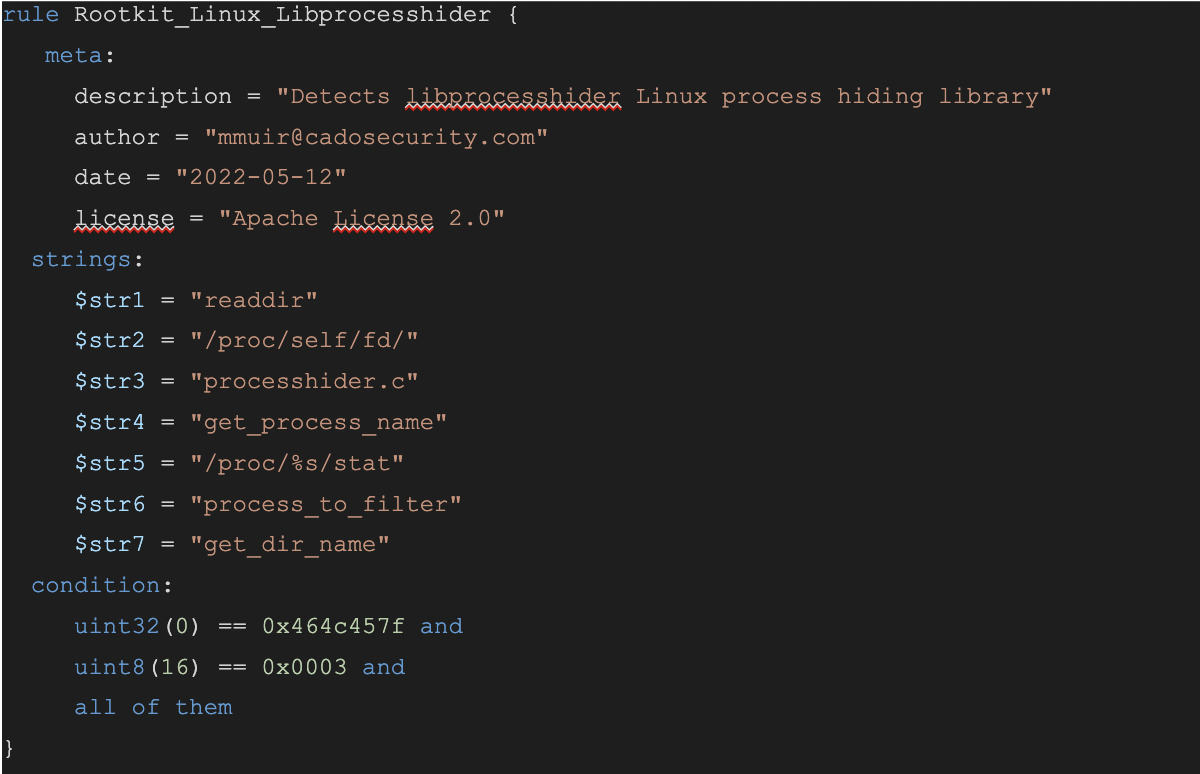 rule Rootkit_Linux_Libprocesshider {
meta:
description = "Detects libprocesshider Linux process hiding library"
author = "mmuir@cadosecurity.com"
date = "2022-05-12"
license = "Apache License 2.0"
strings:
$str1 = "readdir"
$str2 = "/proc/self/fd/"
$str3 = "processhider.c"
$str4 = "get_process_name"
$str5 = "/proc/%s/stat"
$str6 = "process_to_filter"
$str7 = "get_dir_name"
condition:
uint32(0) == 0x464c457f and
uint8(16) == 0x0003 and
all of them
}